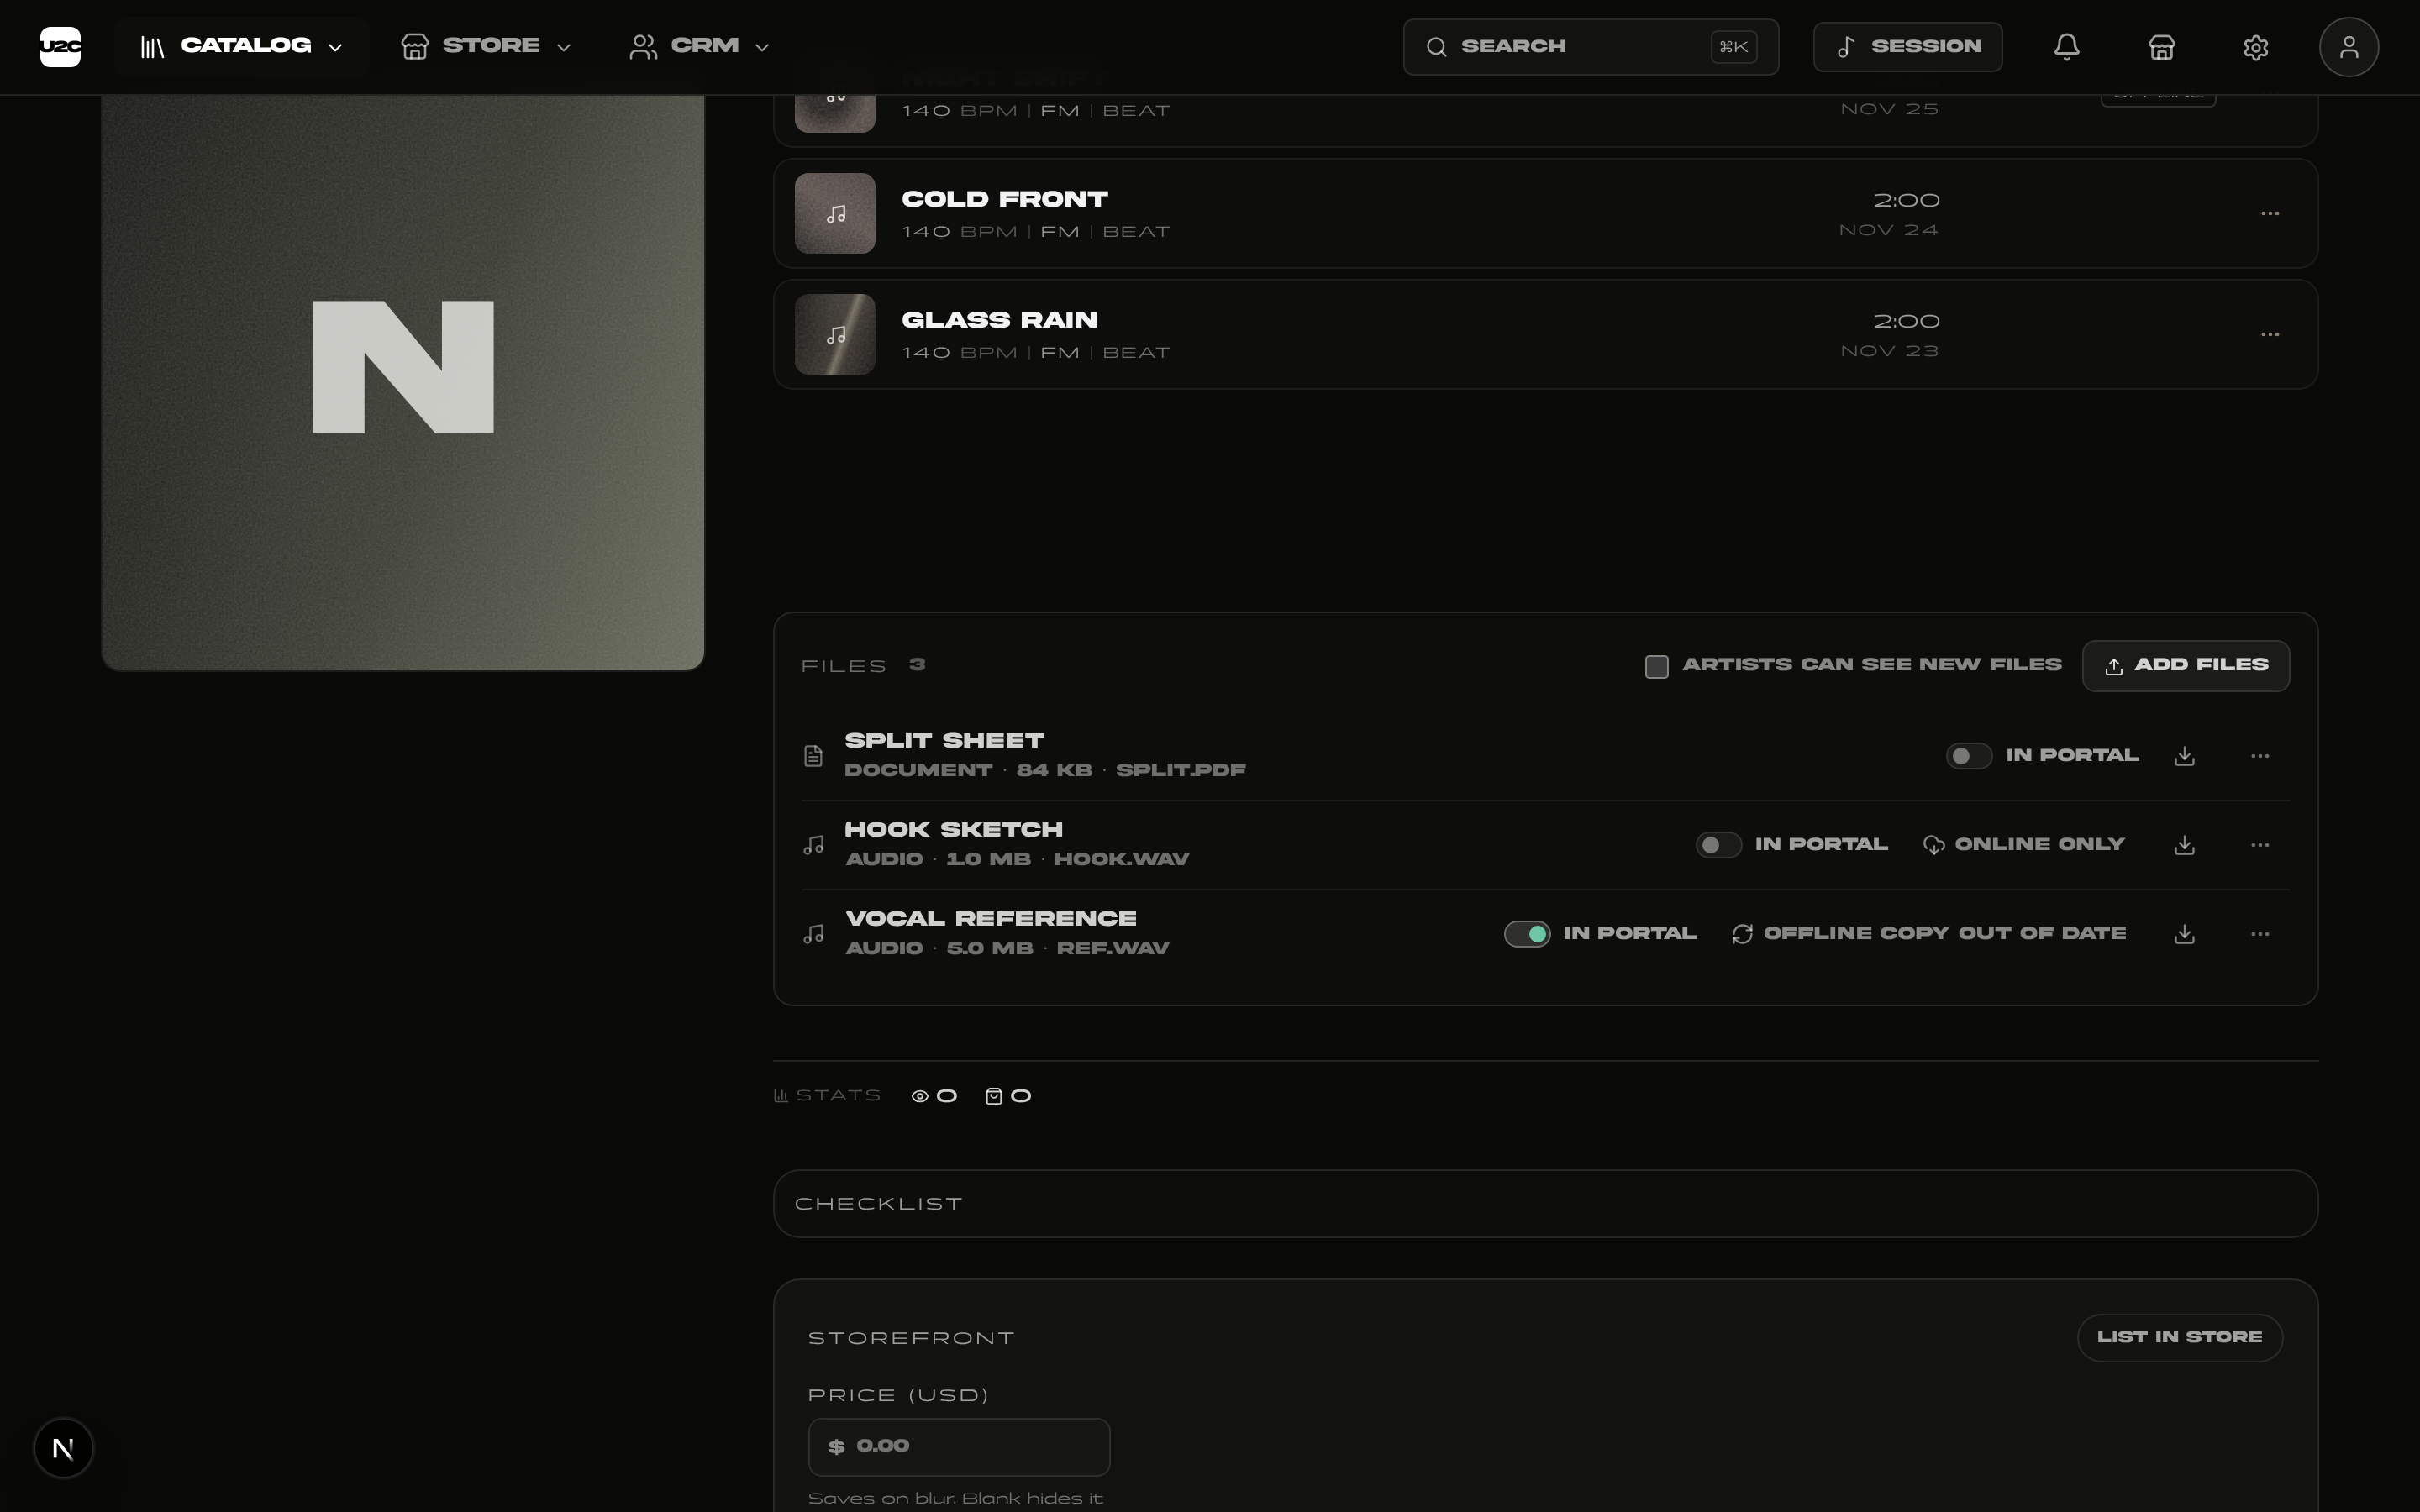 U2C CATALOG STORE CRM SEARCH ⌘K SESSION
NIGHT SHIFT
140 BPM | FM | BEAT NOV 25 OFFLINE
COLD FRONT 2:00
140 BPM | FM | BEAT NOV 24
GLASS RAIN 2:00
140 BPM | FM | BEAT NOV 23
N
FILES 3 ARTISTS CAN SEE NEW FILES ADD FILES
SPLIT SHEET
DOCUMENT · 84 KB · SPLIT.PDF
IN PORTAL
HOOK SKETCH
AUDIO · 1.0 MB · HOOK.WAV
IN PORTAL ONLINE ONLY
VOCAL REFERENCE
AUDIO · 5.0 MB · REF.WAV
IN PORTAL OFFLINE COPY OUT OF DATE
STATS 0 0
CHECKLIST
STOREFRONT LIST IN STORE
PRICE (USD)
$ 0.00
Saves on blur. Blank hides it
N